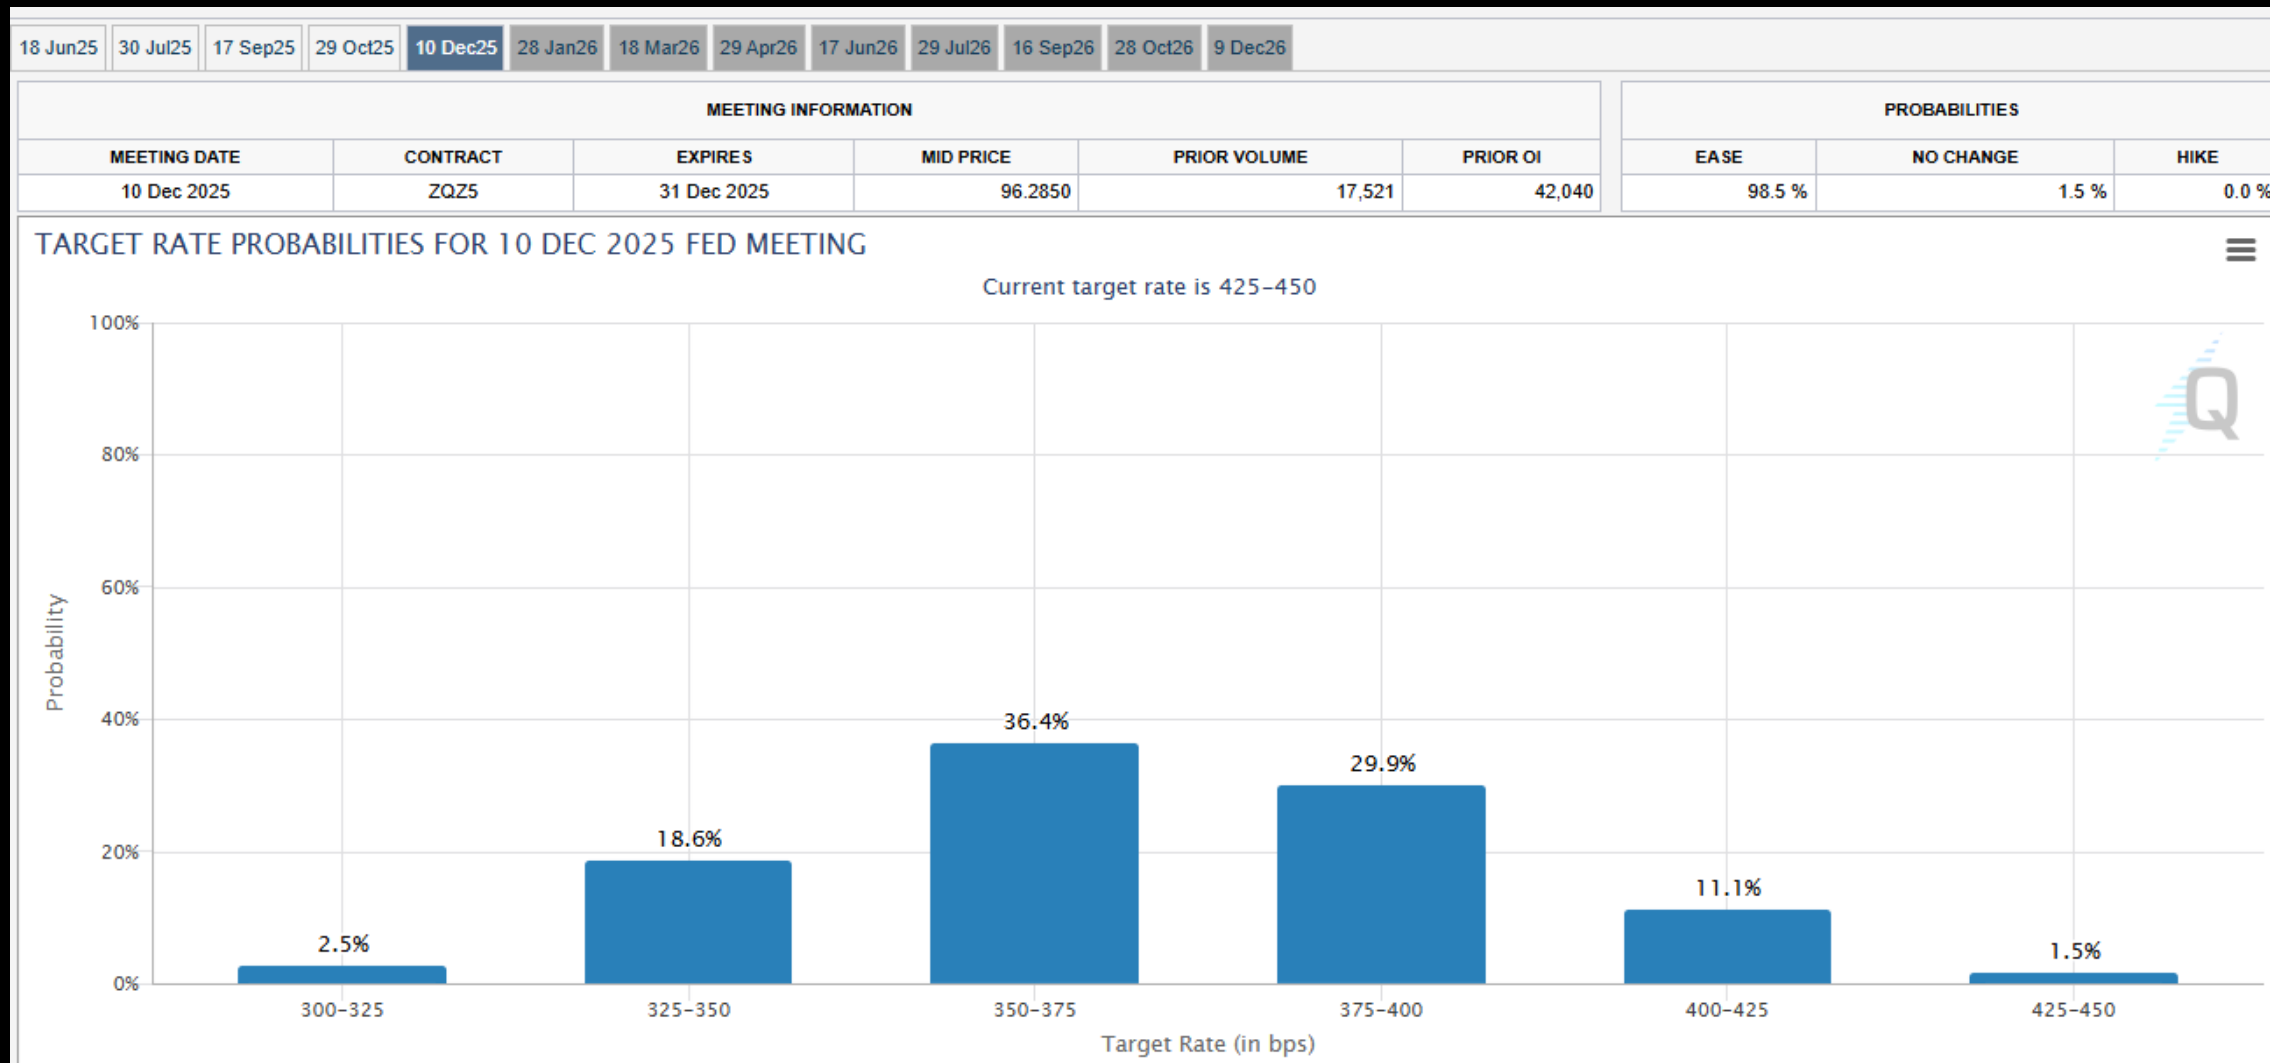 18 Jun25 30 Jul25 17 Sep25 29 Oct25 10 Dec25 28 Jan26 18 Mar26 29 Apr26 17 Jun26 29 Jul26 16 Sep26 28 Oct26 9 Dec26
MEETING INFORMATION PROBABILITIES
MEETING DATE CONTRACT EXPIRES MID PRICE PRIOR VOLUME PRIOR OI EASE NO CHANGE HIKE
10 Dec 2025 ZQZ5 31 Dec 2025 96.2850 17,521 42,040 98.5 % 1.5 % 0.0 %
TARGET RATE PROBABILITIES FOR 10 DEC 2025 FED MEETING
Current target rate is 425-450
100%
80%
60%
40%
20%
0%
Probability
Q
2.5%
18.6%
36.4%
29.9%
11.1%
1.5%
300-325 325-350 350-375 375-400 400-425 425-450
Target Rate (in bps)